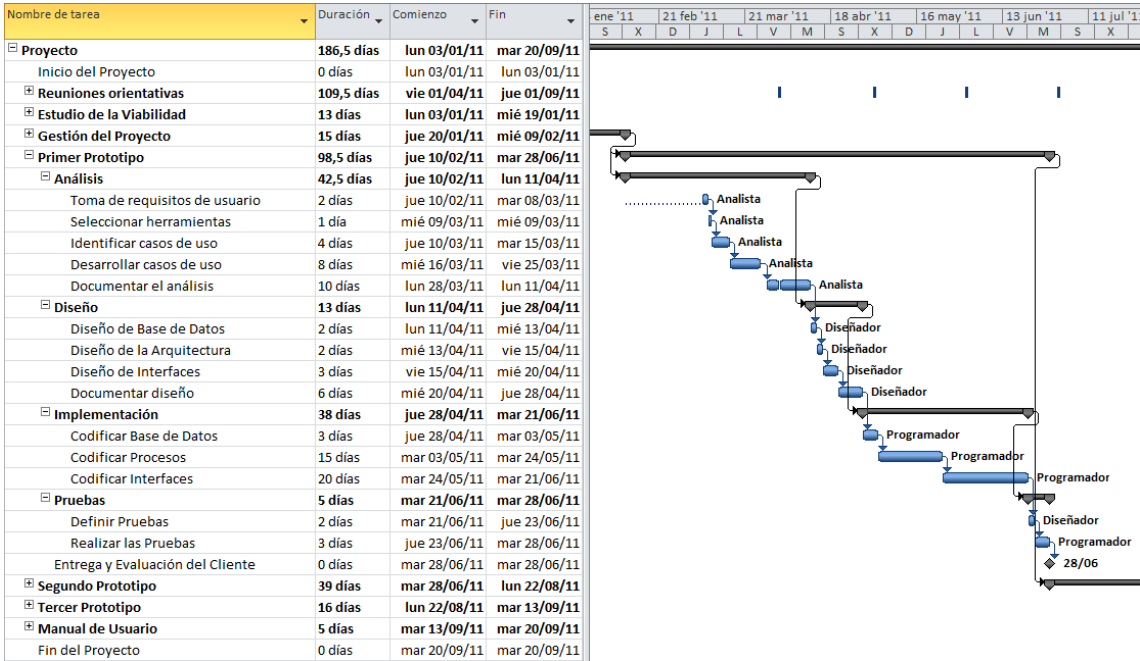 Nombre de tarea Duración Comienzo Fin ene '11 21 feb '11 21 mar '11 18 abr '11 16 may '11 13 jun '11 11 jul '1
S X D J L V M S X D J L V M S X
Proyecto 186,5 días lun 03/01/11 mar 20/09/11
Inicio del Proyecto 0 días lun 03/01/11 lun 03/01/11
Reuniones orientativas 109,5 días vie 01/04/11 jue 01/09/11
Estudio de la Viabilidad 13 días lun 03/01/11 mié 19/01/11
Gestión del Proyecto 15 días jue 20/01/11 mié 09/02/11
Primer Prototipo 98,5 días jue 10/02/11 mar 28/06/11
Análisis 42,5 días jue 10/02/11 lun 11/04/11
Toma de requisitos de usuario 2 días jue 10/02/11 mar 08/03/11 Analista
Seleccionar herramientas 1 día mié 09/03/11 mié 09/03/11 Analista
Identificar casos de uso 4 días jue 10/03/11 mar 15/03/11 Analista
Desarrollar casos de uso 8 días mié 16/03/11 vie 25/03/11 Analista
Documentar el análisis 10 días lun 28/03/11 lun 11/04/11 Analista
Diseño 13 días lun 11/04/11 jue 28/04/11
Diseño de Base de Datos 2 días lun 11/04/11 mié 13/04/11 Diseñador
Diseño de la Arquitectura 2 días mié 13/04/11 vie 15/04/11 Diseñador
Diseño de Interfaces 3 días vie 15/04/11 mié 20/04/11 Diseñador
Documentar diseño 6 días mié 20/04/11 jue 28/04/11 Diseñador
Implementación 38 días jue 28/04/11 mar 21/06/11
Codificar Base de Datos 3 días jue 28/04/11 mar 03/05/11 Programador
Codificar Procesos 15 días mar 03/05/11 mar 24/05/11 Programador
Codificar Interfaces 20 días mar 24/05/11 mar 21/06/11 Programador
Pruebas 5 días mar 21/06/11 mar 28/06/11
Definir Pruebas 2 días mar 21/06/11 jue 23/06/11 Diseñador
Realizar las Pruebas 3 días jue 23/06/11 mar 28/06/11 Programador
Entrega y Evaluación del Cliente 0 días mar 28/06/11 mar 28/06/11 28/06
Segundo Prototipo 39 días mar 28/06/11 lun 22/08/11
Tercer Prototipo 16 días lun 22/08/11 mar 13/09/11
Manual de Usuario 5 días mar 13/09/11 mar 20/09/11
Fin del Proyecto 0 días mar 20/09/11 mar 20/09/11